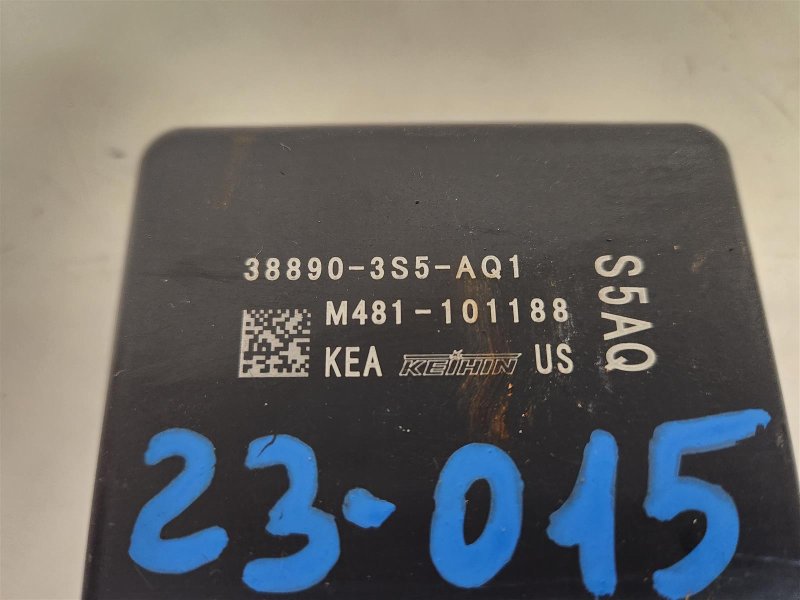 38890-3S5-AQ1
M481-101188
KEA KEIHIN US
S5AQ
23-015